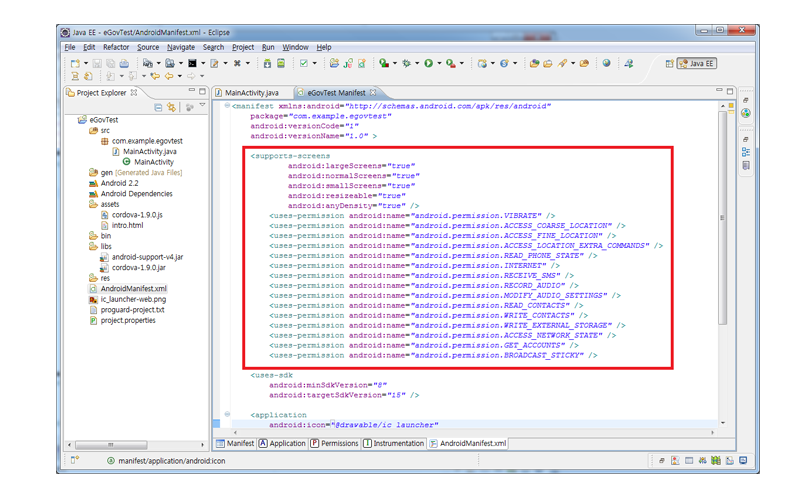 Java EE - eGovTest/AndroidManifest.xml - Eclipse
File Edit Refactor Source Navigate Search Project Run Window Help
Java EE
Project Explorer
MainActivity.java
eGovTest Manifest
eGovTest
src
com.example.egovtest
MainActivity.java
MainActivity
gen [Generated Java Files]
Android 2.2
Android Dependencies
assets
cordova-1.9.0.js
intro.html
bin
libs
android-support-v4.jar
cordova-1.9.0.jar
res
AndroidManifest.xml
ic_launcher-web.png
proguard-project.txt
project.properties
<manifest xmlns:android="http://schemas.android.com/apk/res/android"
package="com.example.egovtest"
android:versionCode="1"
android:versionName="1.0" >
<supports-screens
android:largeScreens="true"
android:normalScreens="true"
android:smallScreens="true"
android:resizeable="true"
android:anyDensity="true" />
<uses-permission android:name="android.permission.VIBRATE" />
<uses-permission android:name="android.permission.ACCESS_COARSE_LOCATION" />
<uses-permission android:name="android.permission.ACCESS_FINE_LOCATION" />
<uses-permission android:name="android.permission.ACCESS_LOCATION_EXTRA_COMMANDS" />
<uses-permission android:name="android.permission.READ_PHONE_STATE" />
<uses-permission android:name="android.permission.INTERNET" />
<uses-permission android:name="android.permission.RECEIVE_SMS" />
<uses-permission android:name="android.permission.RECORD_AUDIO" />
<uses-permission android:name="android.permission.MODIFY_AUDIO_SETTINGS" />
<uses-permission android:name="android.permission.READ_CONTACTS" />
<uses-permission android:name="android.permission.WRITE_CONTACTS" />
<uses-permission android:name="android.permission.WRITE_EXTERNAL_STORAGE" />
<uses-permission android:name="android.permission.ACCESS_NETWORK_STATE" />
<uses-permission android:name="android.permission.GET_ACCOUNTS" />
<uses-permission android:name="android.permission.BROADCAST_STICKY" />
<uses-sdk
android:minSdkVersion="8"
android:targetSdkVersion="15" />
<application
android:icon="@drawable/ic_launcher"
Manifest
A Application
P Permissions
I Instrumentation
AndroidManifest.xml
manifest/application/android:icon